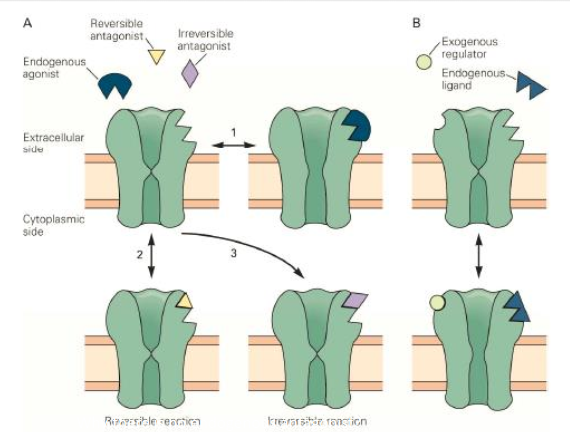 A
Reversible
antagonist
Irreversible
antagonist
Endogenous
agonist
Extracellular
side
Cytoplasmic
side
1
2
3
Reversible reaction
Irreversible reaction
B
Exogenous
regulator
Endogenous
ligand